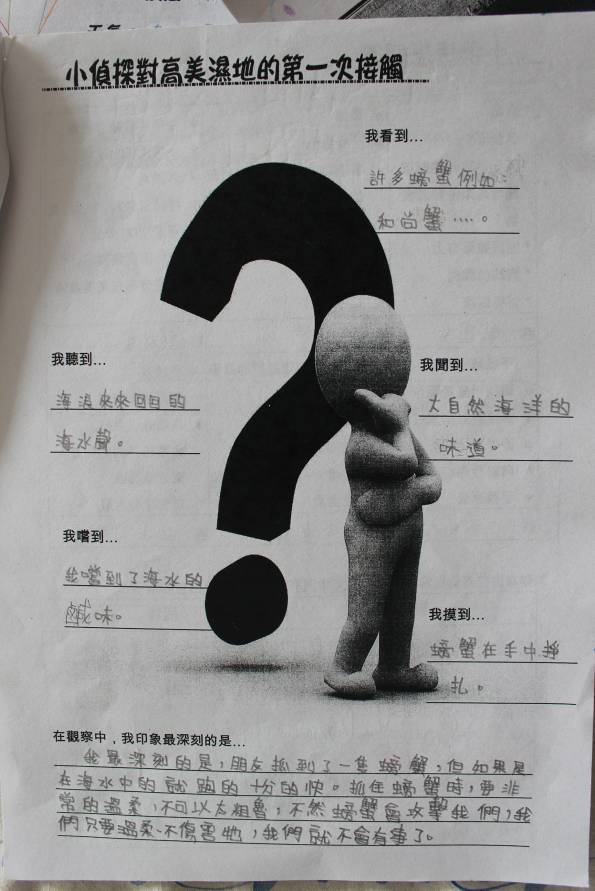 小偵探對高美濕地的第一次接觸
我看到…
許多螃蟹例如：
和尚蟹……。
我聽到…
海浪來來回回的
海水聲。
我聞到…
大自然海洋的
味道。
我嚐到…
我嚐到了海水的
鹹味。
我摸到…
螃蟹在手中掙
扎。
在觀察中，我印象最深刻的是…
我最深刻的是，朋友抓到了一隻螃蟹，但如果是
在海水中的就跑的十分的快。抓住螃蟹時，要非
常的溫柔，不可以太粗魯，不然螃蟹會攻擊我們，我
們只要溫柔、不傷害牠，我們就不會有事了。